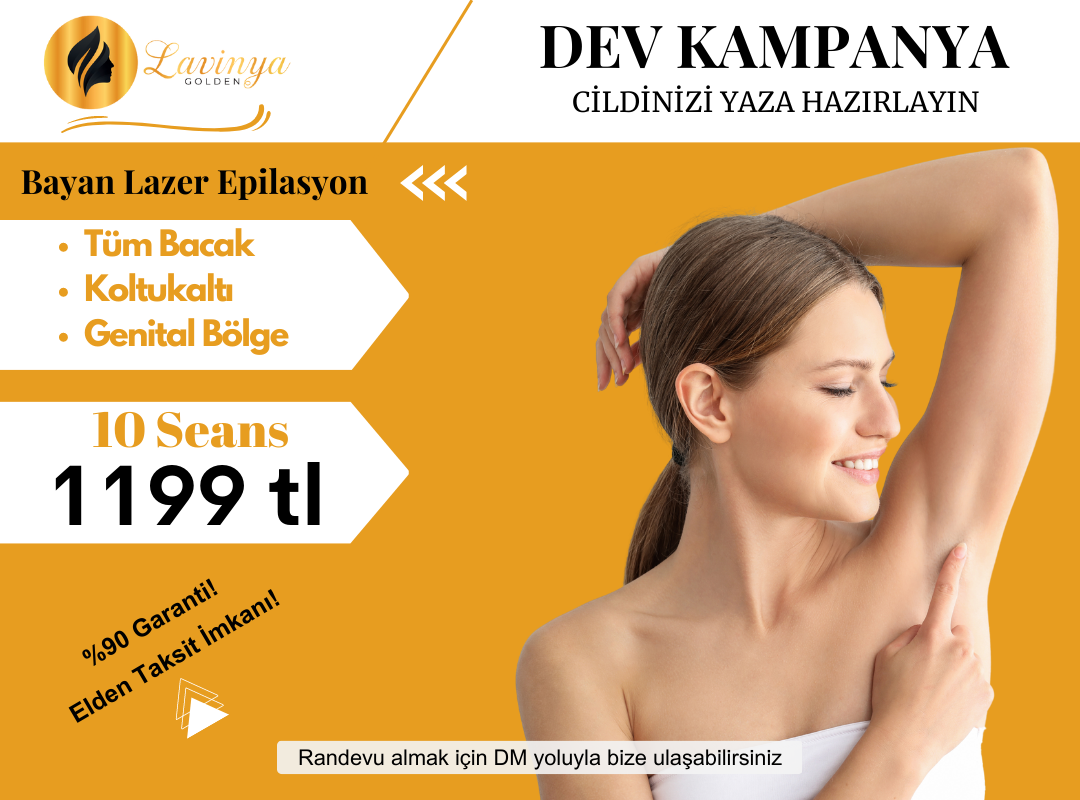 Lavinya
GOLDEN
DEV KAMPANYA
CİLDİNİZİ YAZA HAZIRLAYIN
Bayan Lazer Epilasyon
• Tüm Bacak
• Koltukaltı
• Genital Bölge
10 Seans
1199 tl
%90 Garanti!
Elden Taksit İmkanı!
Randevu almak için DM yoluyla bize ulaşabilirsiniz